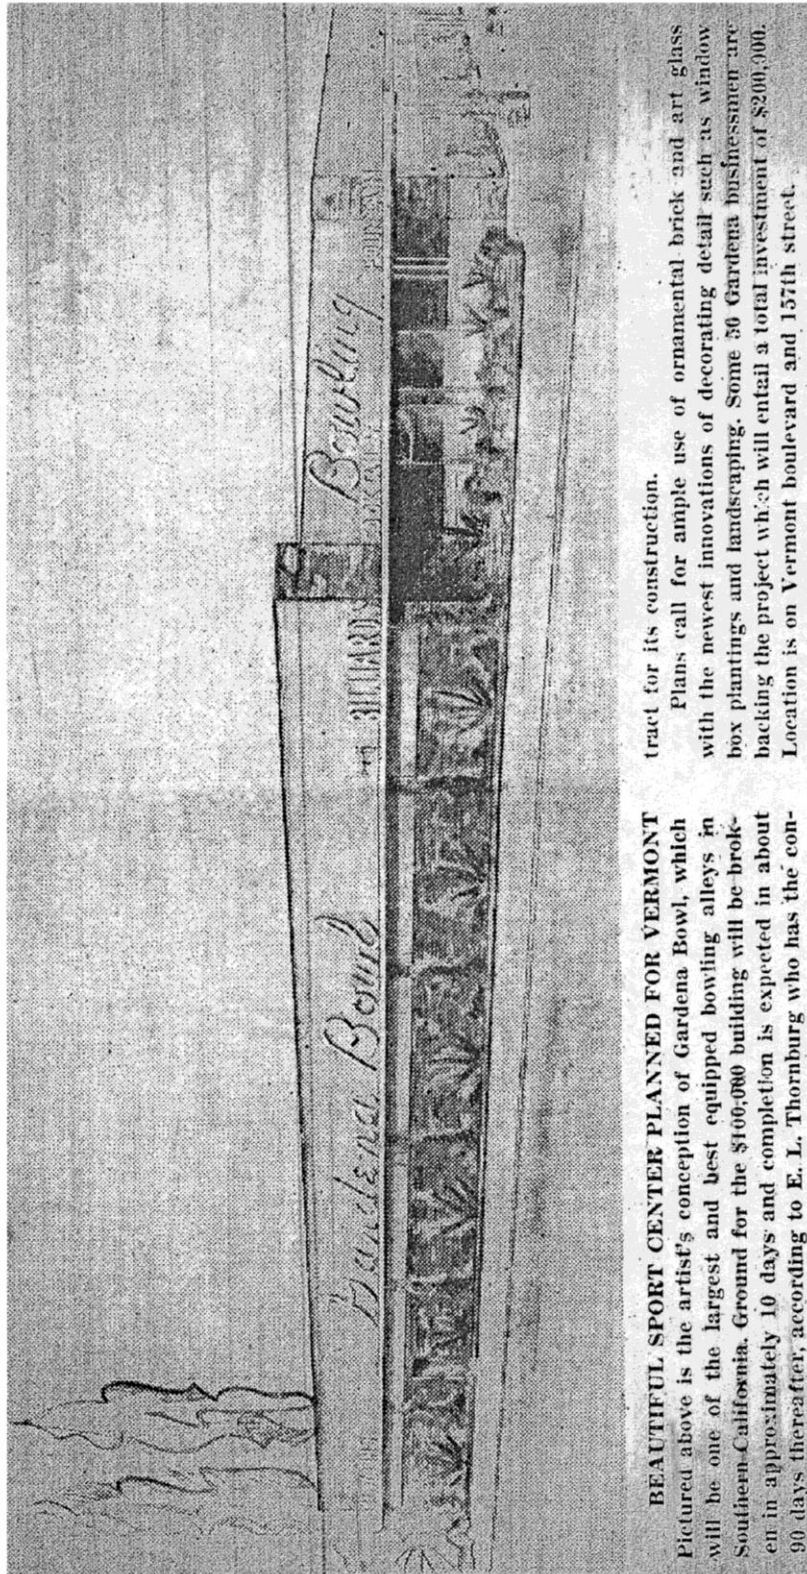 Gardena Bowl
BILLIARDS
Bowling
BEAUTIFUL SPORT CENTER PLANNED FOR VERMONT
Pictured above is the artist's conception of Gardena Bowl, which
will be one of the largest and best equipped bowling alleys in
Southern California. Ground for the $100,000 building will be brok-
en in approximately 10 days and completion is expected in about
90 days thereafter, according to E. L. Thornburg who has the con-
tract for its construction.
Plans call for ample use of ornamental brick and art glass
with the newest innovations of decorating detail such as window
box plantings and landscaping. Some 50 Gardena businessmen are
backing the project which will entail a total investment of $200,000.
Location is on Vermont boulevard and 157th street.